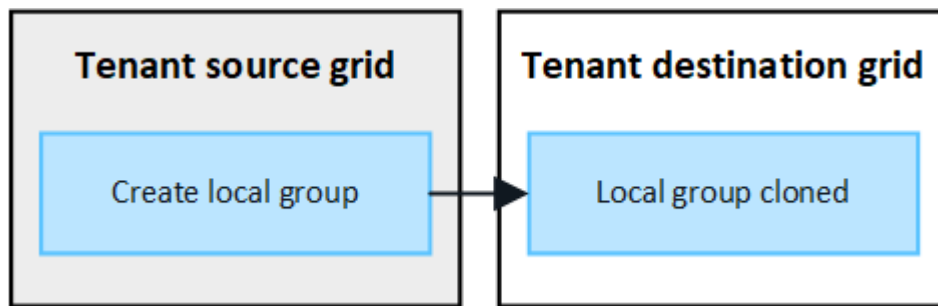 Tenant source grid
Create local group
Tenant destination grid
Local group cloned